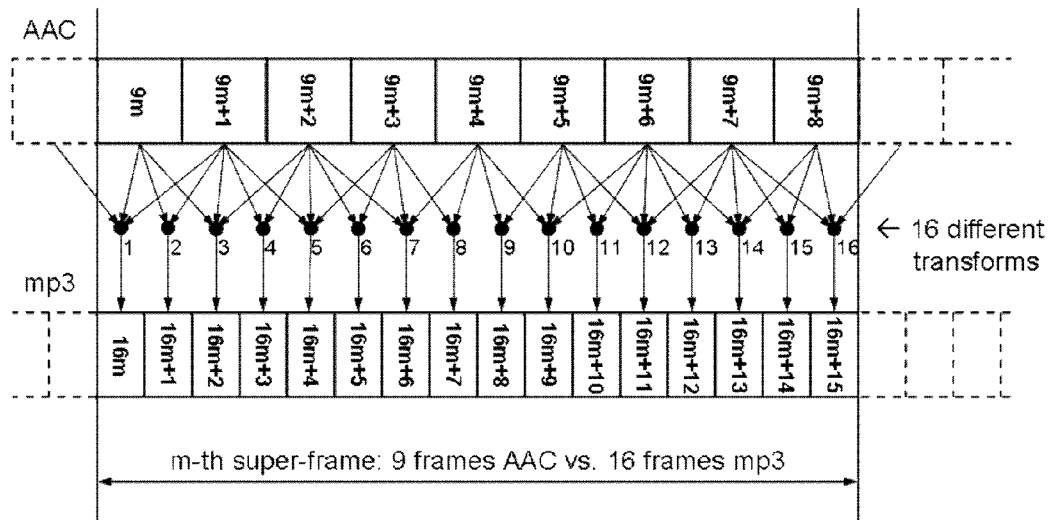 AAC
9m 9m+1 9m+2 9m+3 9m+4 9m+5 9m+6 9m+7 9m+8
1 2 3 4 5 6 7 8 9 10 11 12 13 14 15 16
← 16 different
transforms
mp3
16m 16m+1 16m+2 16m+3 16m+4 16m+5 16m+6 16m+7 16m+8 16m+9 16m+10 16m+11 16m+12 16m+13 16m+14 16m+15
m-th super-frame: 9 frames AAC vs. 16 frames mp3